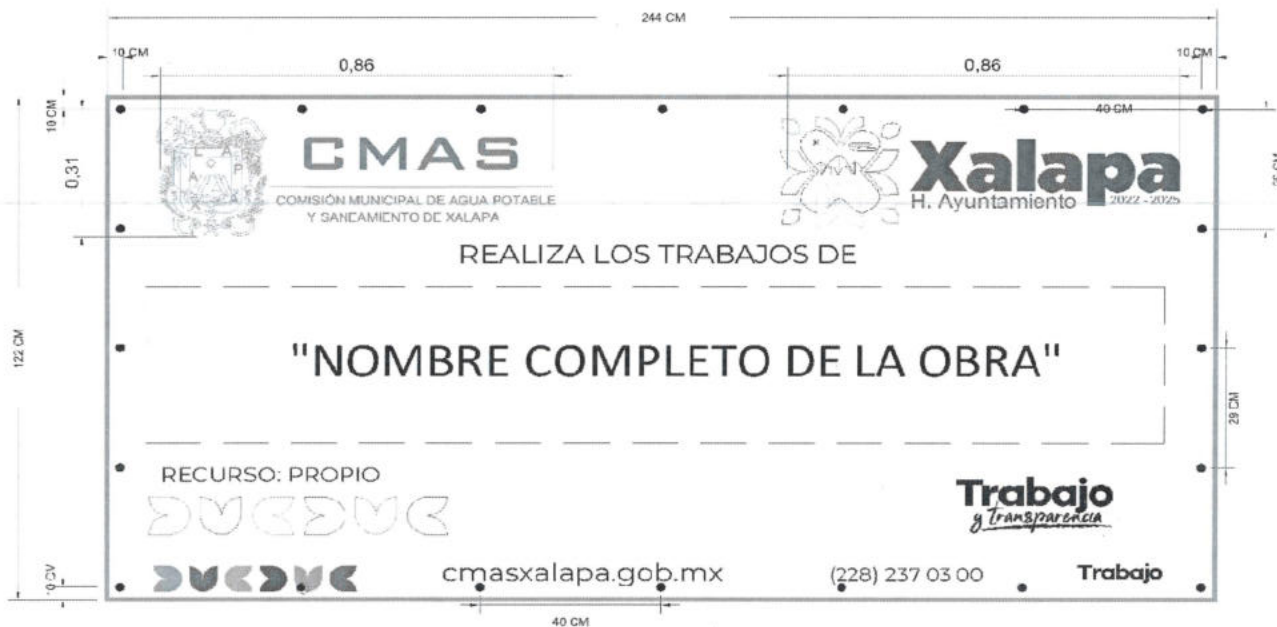 244 CM
10 CM
10 CM
0,86
0,86
10 CM
40 CM
0,31
CMAS
COMISIÓN MUNICIPAL DE AGUA POTABLE
Y SANEAMIENTO DE XALAPA
Xalapa
H. Ayuntamiento
2022 - 2025
REALIZA LOS TRABAJOS DE
122 CM
"NOMBRE COMPLETO DE LA OBRA"
29 CM
RECURSO: PROPIO
Trabajo
y Transparencia
cmasxalapa.gob.mx
(228) 237 03 00
Trabajo
40 CM